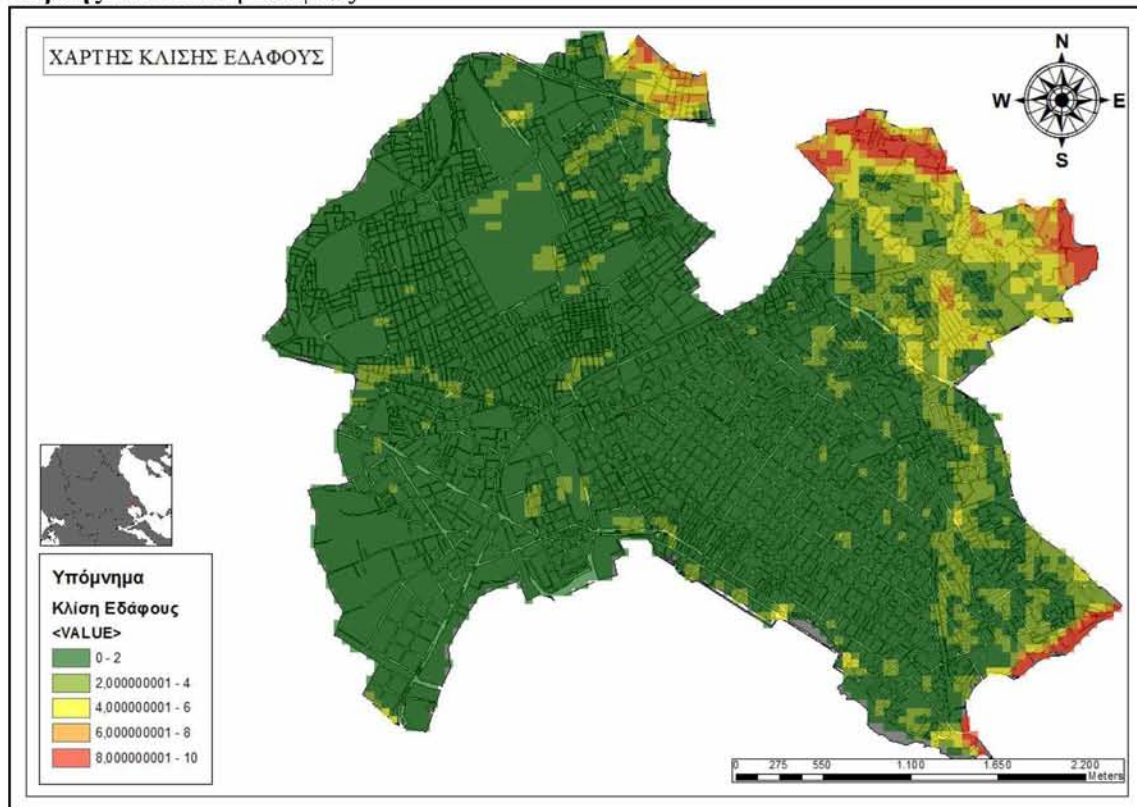 ΧΑΡΤΗΣ ΚΛΙΣΗΣ ΕΔΑΦΟΥΣ
N
W E
S
Υπόμνημα
Κλίση Εδάφους
<VALUE>
0 - 2
2,000000001 - 4
4,000000001 - 6
6,000000001 - 8
8,000000001 - 10
0 275 550 1.100 1.650 2.200
Meters